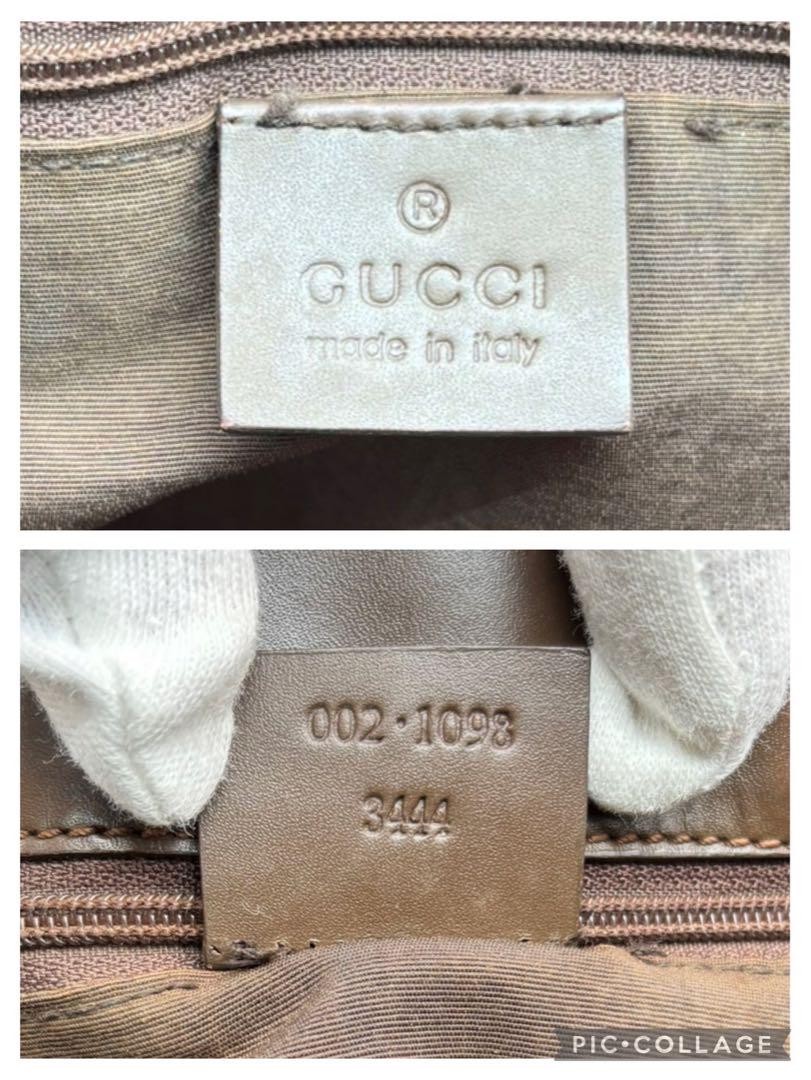 ®
GUCCI
made in italy
002·1098
3444
PIC•COLLAGE